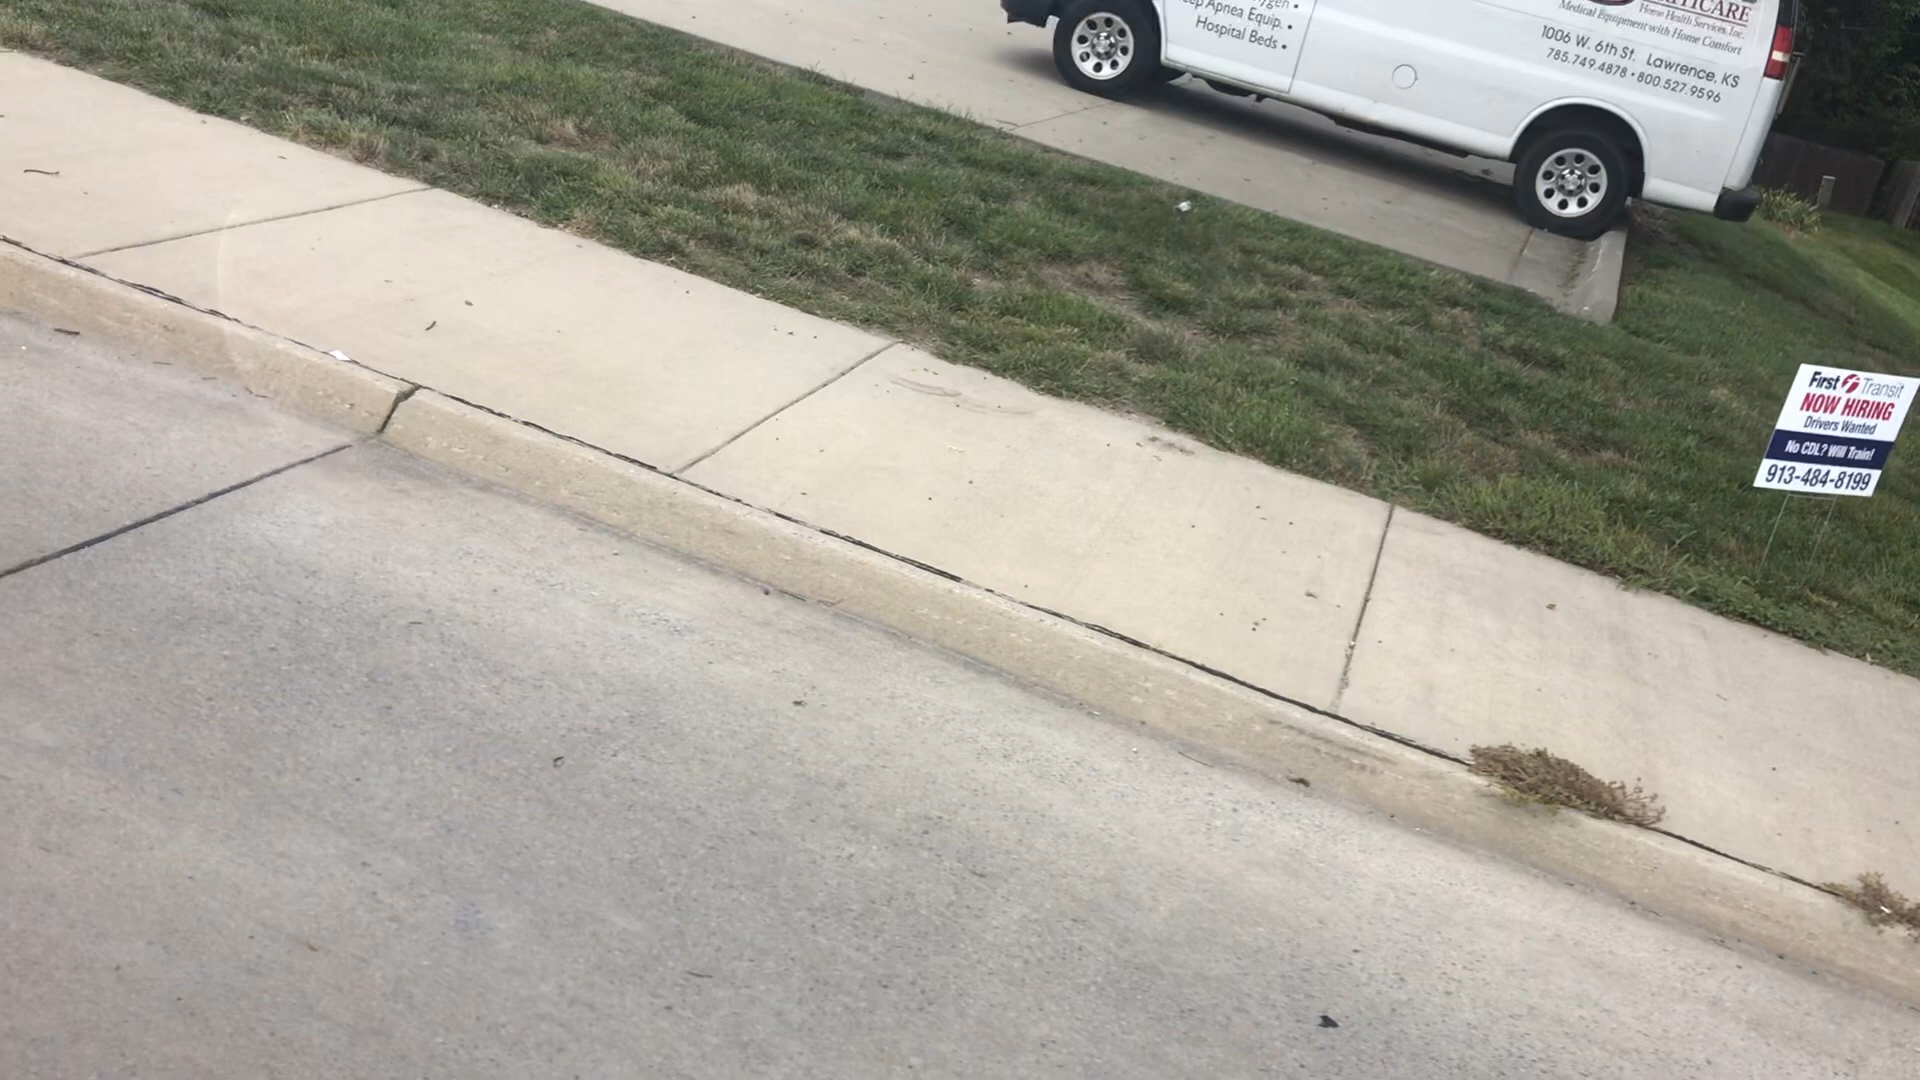 Apnea Equip. •
Hospital Beds •
Home Health Services, Inc.
Medical Equipment with Home Comfort
1006 W. 6th St. Lawrence, KS
785.749.4878 • 800.527.9596
First Transit
NOW HIRING
Drivers Wanted
No CDL? Will Train!
913-484-8199